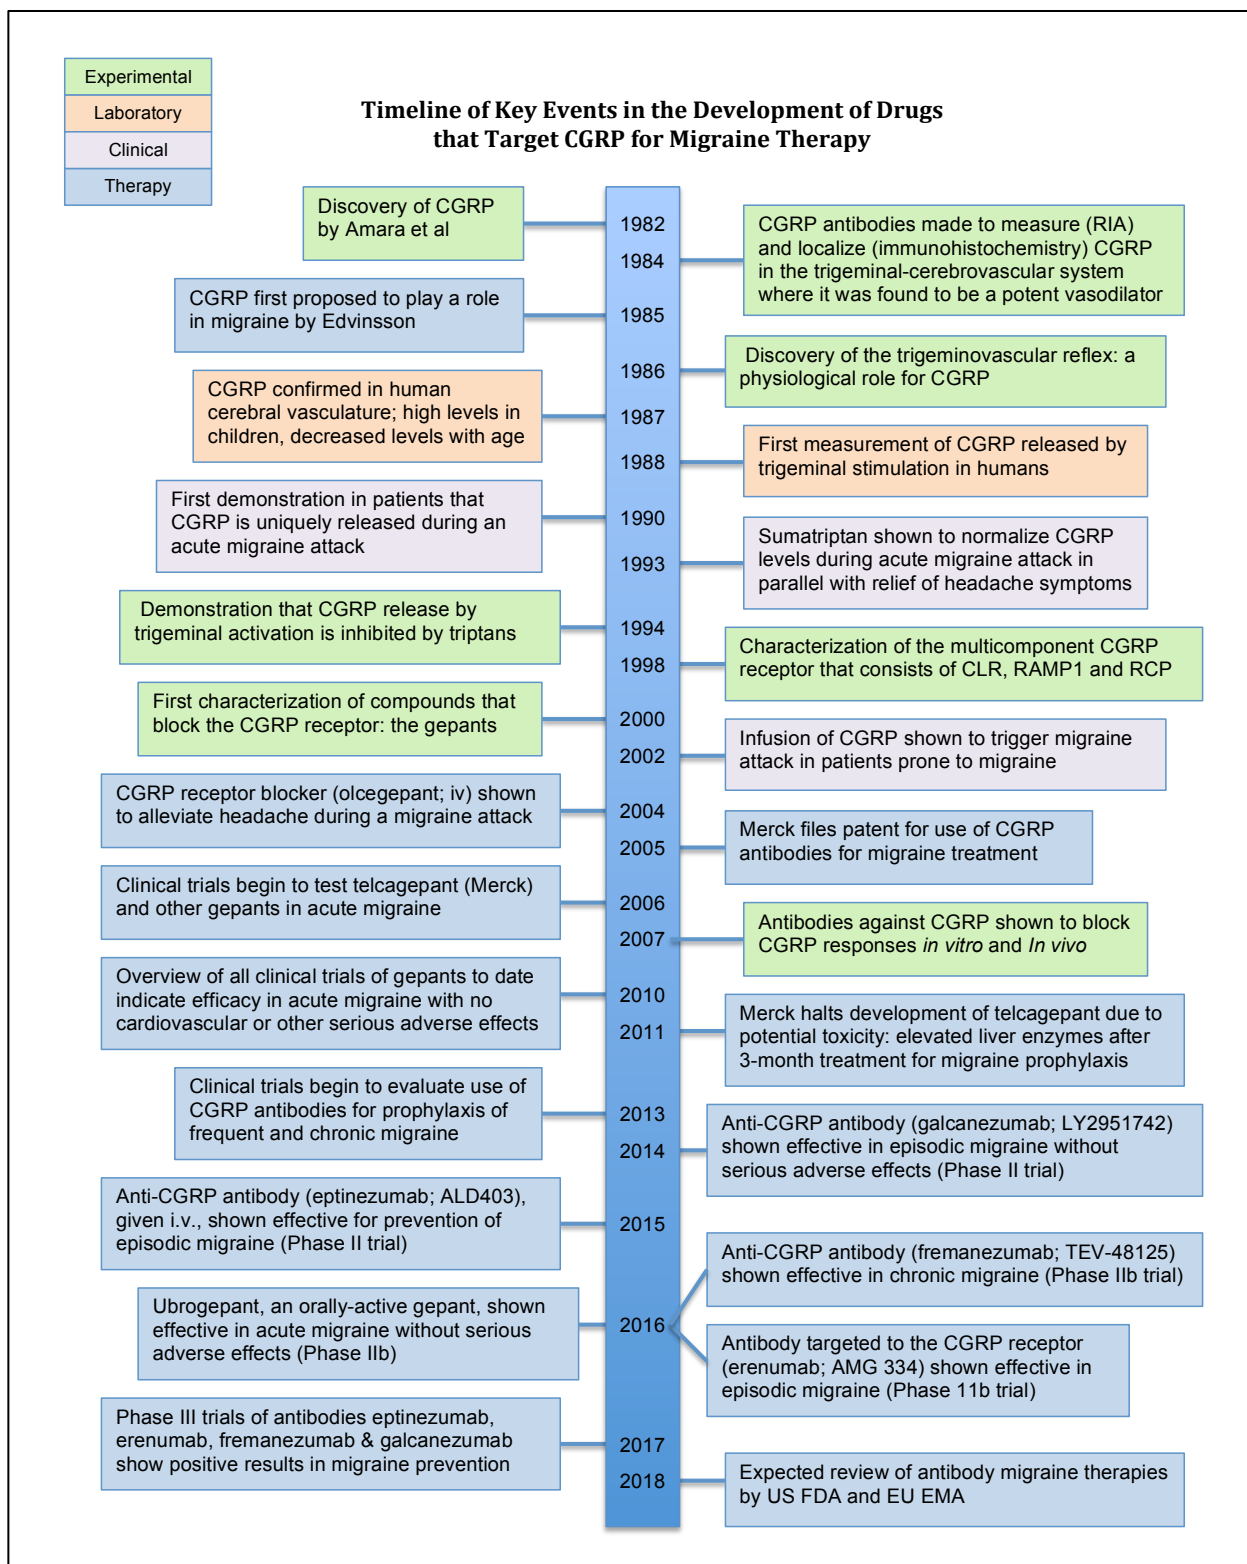 Experimental
Laboratory
Clinical
Therapy
Timeline of Key Events in the Development of Drugs
that Target CGRP for Migraine Therapy
1982
Discovery of CGRP
by Amara et al
1984
CGRP antibodies made to measure (RIA)
and localize (immunohistochemistry) CGRP
in the trigeminal-cerebrovascular system
where it was found to be a potent vasodilator
1985
CGRP first proposed to play a role
in migraine by Edvinsson
1986
Discovery of the trigeminovascular reflex: a
physiological role for CGRP
1987
CGRP confirmed in human
cerebral vasculature; high levels in
children, decreased levels with age
1988
First measurement of CGRP released by
trigeminal stimulation in humans
1990
First demonstration in patients that
CGRP is uniquely released during an
acute migraine attack
1993
Sumatriptan shown to normalize CGRP
levels during acute migraine attack in
parallel with relief of headache symptoms
1994
Demonstration that CGRP release by
trigeminal activation is inhibited by triptans
1998
Characterization of the multicomponent CGRP
receptor that consists of CLR, RAMP1 and RCP
2000
First characterization of compounds that
block the CGRP receptor: the gepants
2002
Infusion of CGRP shown to trigger migraine
attack in patients prone to migraine
2004
CGRP receptor blocker (olcegepant; iv) shown
to alleviate headache during a migraine attack
2005
Merck files patent for use of CGRP
antibodies for migraine treatment
2006
Clinical trials begin to test telcagepant (Merck)
and other gepants in acute migraine
2007
Antibodies against CGRP shown to block
CGRP responses in vitro and In vivo
2010
Overview of all clinical trials of gepants to date
indicate efficacy in acute migraine with no
cardiovascular or other serious adverse effects
2011
Merck halts development of telcagepant due to
potential toxicity: elevated liver enzymes after
3-month treatment for migraine prophylaxis
2013
Clinical trials begin to evaluate use of
CGRP antibodies for prophylaxis of
frequent and chronic migraine
2014
Anti-CGRP antibody (galcanezumab; LY2951742)
shown effective in episodic migraine without
serious adverse effects (Phase II trial)
2015
Anti-CGRP antibody (eptinezumab; ALD403),
given i.v., shown effective for prevention of
episodic migraine (Phase II trial)
2016
Anti-CGRP antibody (fremanezumab; TEV-48125)
shown effective in chronic migraine (Phase IIb trial)
Ubrogepant, an orally-active gepant, shown
effective in acute migraine without serious
adverse effects (Phase IIb)
Antibody targeted to the CGRP receptor
(erenumab; AMG 334) shown effective in
episodic migraine (Phase 11b trial)
2017
Phase III trials of antibodies eptinezumab,
erenumab, fremanezumab & galcanezumab
show positive results in migraine prevention
2018
Expected review of antibody migraine therapies
by US FDA and EU EMA